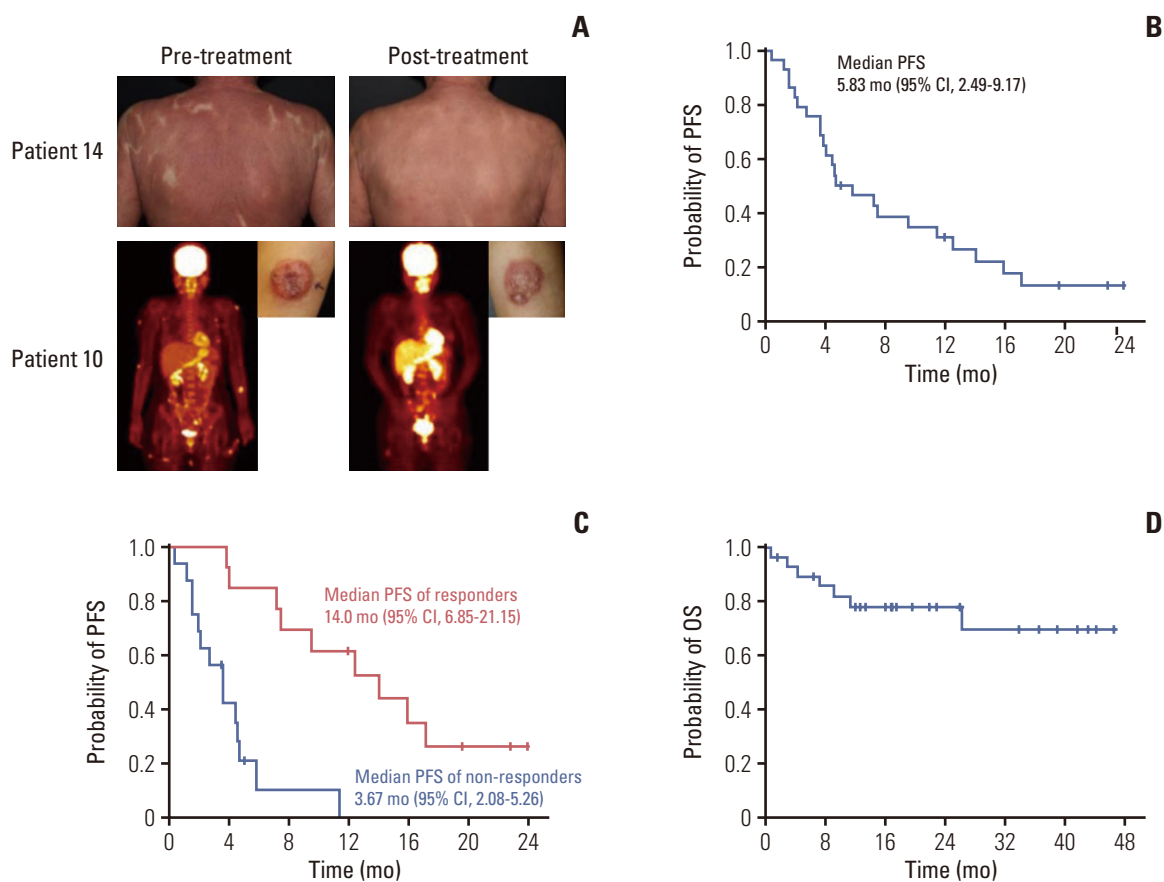 A
Pre-treatment
Post-treatment
Patient 14
Patient 10
B
Median PFS
5.83 mo (95% CI, 2.49-9.17)
Probability of PFS
1.0
0.8
0.6
0.4
0.2
0
0 4 8 12 16 20 24
Time (mo)
C
Median PFS of responders
14.0 mo (95% CI, 6.85-21.15)
Median PFS of non-responders
3.67 mo (95% CI, 2.08-5.26)
Probability of PFS
1.0
0.8
0.6
0.4
0.2
0
0 4 8 12 16 20 24
Time (mo)
D
Probability of OS
1.0
0.8
0.6
0.4
0.2
0
0 8 16 24 32 40 48
Time (mo)